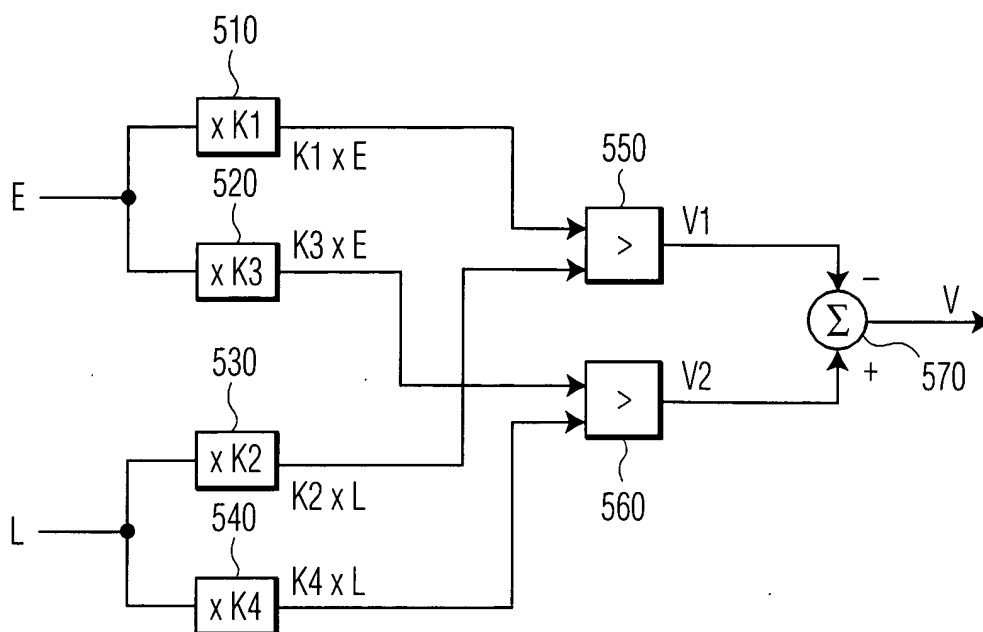 510
x K1
K1 x E
E
520
x K3
K3 x E
550
>
V1
−
Σ
V
570
+
530
x K2
K2 x L
>
V2
560
L
540
x K4
K4 x L